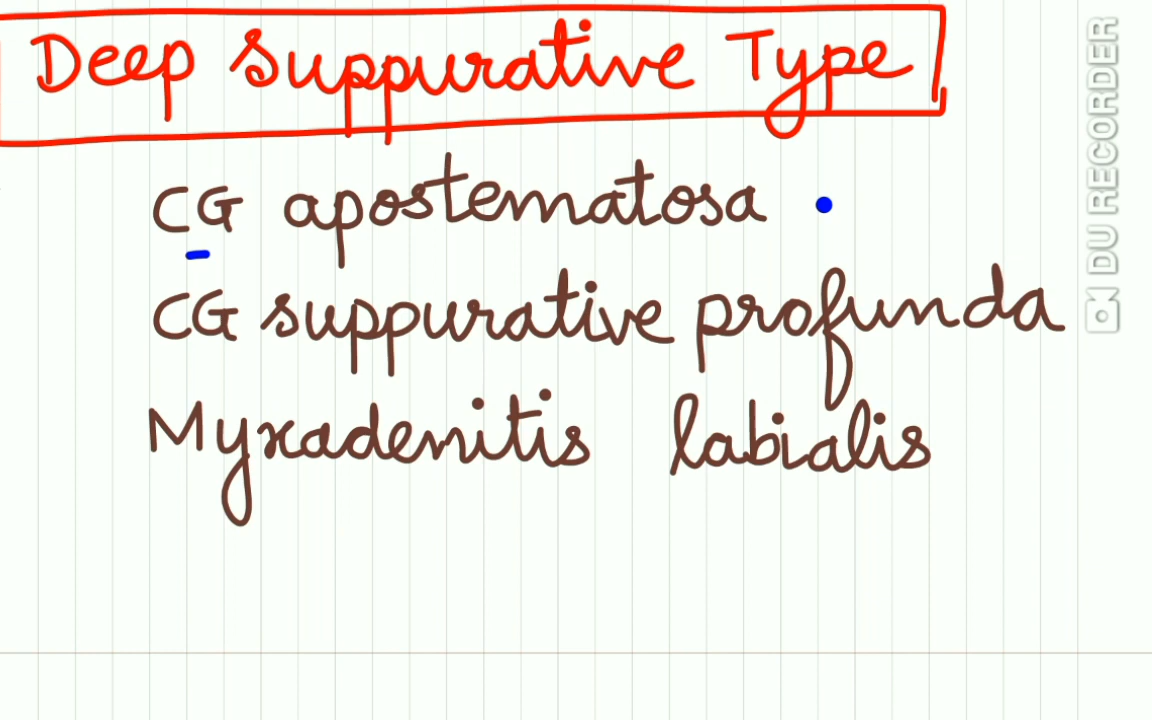 Deep Suppurative Type
CG apostematosa
CG suppurative profunda
Myxadenitis labialis
DU RECORDER